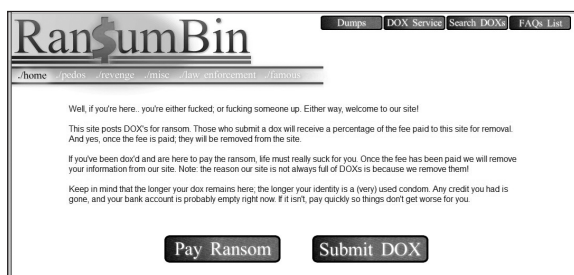 Dumps DOX Service Search DOXs FAQs List
Ran$umBin
./home ./pedos ./revenge ./misc ./law enforcement ./famous
Well, if you're here.. you're either fucked; or fucking someone up. Either way, welcome to our site!
This site posts DOX's for ransom. Those who submit a dox will receive a percentage of the fee paid to this site for removal.
And yes, once the fee is paid; they will be removed from the site.
If you've been dox'd and are here to pay the ransom, life must really suck for you. Once the fee has been paid we will remove
your information from our site. Note: the reason our site is not always full of DOXs is because we remove them!
Keep in mind that the longer your dox remains here; the longer your identity is a (very) used condom. Any credit you had is
gone, and your bank account is probably empty right now. If it isn't, pay quickly so things don't get worse for you.
Pay Ransom Submit DOX